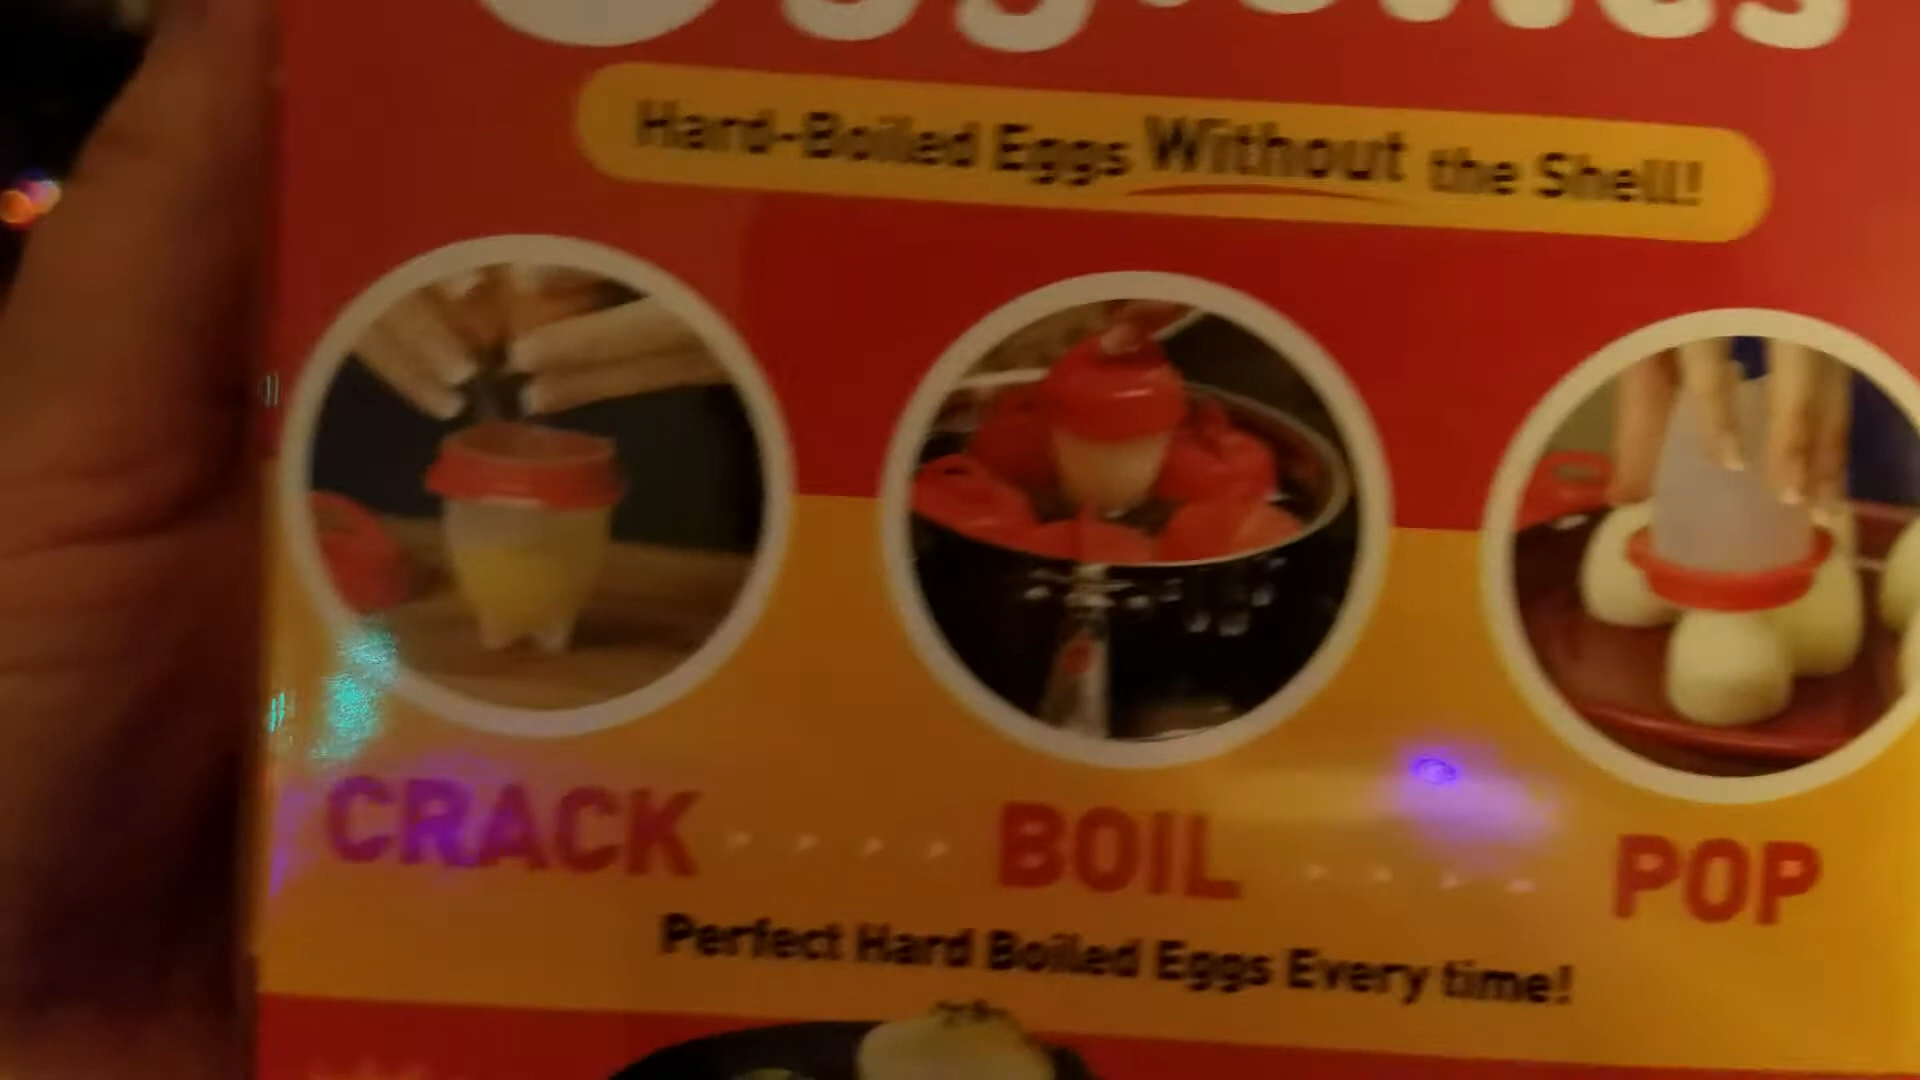 Hard-Boiled Eggs Without the Shell!
CRACK BOIL POP
Perfect Hard Boiled Eggs Every time!